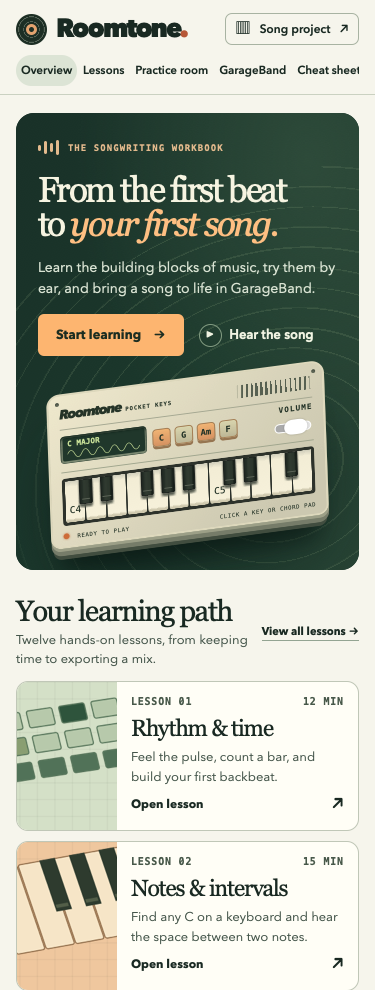 Roomtone.
Song project ↗
Overview Lessons Practice room GarageBand Cheat sheet
THE SONGWRITING WORKBOOK
From the first beat
to your first song.
Learn the building blocks of music, try them by
ear, and bring a song to life in GarageBand.
Start learning →
Hear the song
Roomtone POCKET KEYS
VOLUME
C MAJOR
C G Am F
C4 C5
READY TO PLAY
CLICK A KEY OR CHORD PAD
Your learning path
Twelve hands-on lessons, from keeping
time to exporting a mix.
View all lessons →
LESSON 01 12 MIN
Rhythm & time
Feel the pulse, count a bar, and
build your first backbeat.
Open lesson ↗
LESSON 02 15 MIN
Notes & intervals
Find any C on a keyboard and hear
the space between two notes.
Open lesson ↗